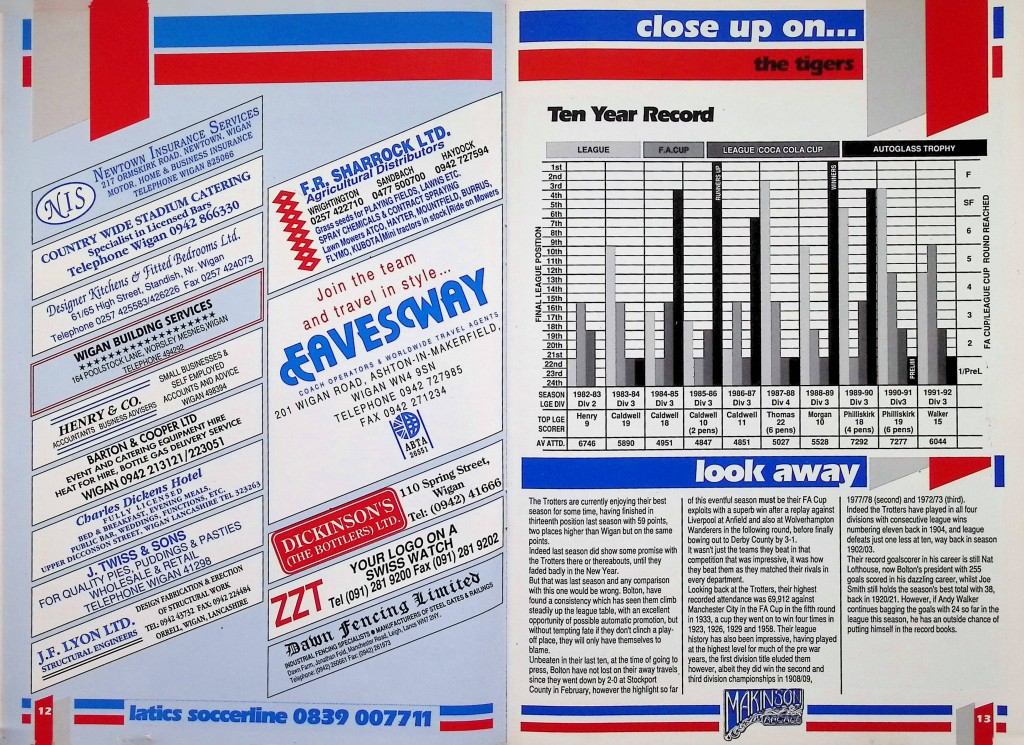 NIS
NEWTOWN INSURANCE SERVICES
217 ORMSKIRK ROAD, NEWTOWN, WIGAN
MOTOR, HOME & BUSINESS INSURANCE
TELEPHONE WIGAN 825066
COUNTRY WIDE STADIUM CATERING
Specialist in Licensed Bars
Telephone Wigan 0942 866330
Designer Kitchens & Fitted Bedrooms Ltd.
61/65 High Street, Standish, Nr. Wigan
Telephone 0257 425583/426226 Fax 0257 424073
WIGAN BUILDING SERVICES
164 POOLSTOCK LANE, WORSLEY MESNES, WIGAN
TELEPHONE 494292
HENRY & CO.
ACCOUNTANTS BUSINESS ADVISERS
SMALL BUSINESSES &
SELF EMPLOYED
ACCOUNTS AND ADVICE
WIGAN 498394
BARTON & COOPER LTD
EVENT AND CATERING EQUIPMENT HIRE
HEAT FOR HIRE, BOTTLE GAS DELIVERY SERVICE
WIGAN 0942 213121/223051
Charles Dickens Hotel
FULLY LICENSED
BED & BREAKFAST, EVENING MEALS,
PUBLIC BAR, WEDDINGS, FUNCTIONS, ETC.
UPPER DICCONSON STREET, WIGAN LANCASHIRE TEL 323263
J. TWISS & SONS
FOR QUALITY PIES, PUDDINGS & PASTIES
WHOLESALE & RETAIL
TELEPHONE WIGAN 41298
J.F. LYON LTD.
STRUCTURAL ENGINEERS
DESIGN FABRICATION & ERECTION
OF STRUCTURAL WORK
TEL: 0942 43752 FAX: 0942 224484
ORRELL, WIGAN, LANCASHIRE
F.R. SHARROCK LTD.
Agricultural Distributors
WRIGHTINGTON SANDBACH HAYDOCK
0257 422710 0477 500700 0942 727594
Grass seeds for PLAYING FIELDS, LAWNS ETC.
SPRAY CHEMICALS & CONTRACT SPRAYING
Lawn Mowers ATCO, HAYTER, MOUNTFIELD, BURRUS,
FLYMO, KUBOTA | Mini tractors in stock | Ride on Mowers
Join the team
and travel in style...
EAVESWAY
COACH OPERATORS & WORLDWIDE TRAVEL AGENTS
201 WIGAN ROAD, ASHTON-IN-MAKERFIELD,
WIGAN WN4 9SN
TELEPHONE 0942 727985
FAX 0942 271234
ABTA
26551
DICKINSON'S
(THE BOTTLERS) LTD.
110 Spring Street,
Wigan
Tel: (0942) 41666
ZZT
YOUR LOGO ON A
SWISS WATCH
Tel (091) 281 9200 Fax (091) 281 9202
Dawn Fencing Limited
INDUSTRIAL FENCING SPECIALISTS • MANUFACTURERS OF STEEL GATES & RAILINGS
Dawn Farm, Jonathan Fold, Manchester Road, Leigh, Lancs WN7 2NY.
Telephone: (0942) 260661 Fax: (0942) 261973
12
latics soccerline 0839 007711
close up on...
the tigers
Ten Year Record
LEAGUE F.A.CUP LEAGUE /COCA COLA CUP AUTOGLASS TROPHY
FINAL LEAGUE POSITION
1st
2nd
3rd
4th
5th
6th
7th
8th
9th
10th
11th
12th
13th
14th
15th
16th
17th
18th
19th
20th
21st
22nd
23rd
24th
RUNNERS UP
WINNERS
PRELIM
F
SF
6
5
4
3
2
1/PreL
FA CUP/LEAGUE CUP ROUND REACHED
SEASON 1982-83 1983-84 1984-85 1985-86 1986-87 1987-88 1988-89 1989-90 1990-91 1991-92
LGE DIV Div 2 Div 3 Div 3 Div 3 Div 3 Div 4 Div 3 Div 3 Div3 Div 3
TOP LGE SCORER Henry 9 Caldwell 19 Caldwell 18 Caldwell 10 (2 pens) Caldwell 11 Thomas 22 (6 pens) Morgan 10 Philliskirk 18 (4 pens) Philliskirk 19 (6 pens) Walker 15
AV ATTD. 6746 5890 4951 4847 4851 5027 5528 7292 7277 6044
look away
The Trotters are currently enjoying their best
season for some time, having finished in
thirteenth position last season with 59 points,
two places higher than Wigan but on the same
points.
Indeed last season did show some promise with
the Trotters there or thereabouts, until they
faded badly in the New Year.
But that was last season and any comparison
with this one would be wrong. Bolton, have
found a consistency which has seen them climb
steadily up the league table, with an excellent
opportunity of possible automatic promotion, but
without tempting fate if they don't clinch a play-
off place, they will only have themselves to
blame.
Unbeaten in their last ten, at the time of going
to press, Bolton have not lost on their away travels
since they went down by 2-0 at Stockport
County in February, however the highlight so far
of this eventful season must be their FA Cup
exploits with a superb win after a replay against
Liverpool at Anfield and also at Wolverhampton
Wanderers in the following round, before finally
bowing out to Derby County by 3-1.
It wasn't just the teams they beat in that
competition that was impressive, it was how
they beat them as they matched their rivals in
every department.
Looking back at the Trotters, their highest
recorded attendance was 69,912 against
Manchester City in the FA Cup in the fifth round
in 1933, a cup they went on to win four times in
1923, 1926, 1929 and 1958. Their league
history has also been impressive, having played
at the highest level for much of the pre war
years, the first division title eluded them
however, albeit they did win the second and
third division championships in 1908/09,
1977/78 (second) and 1972/73 (third).
Indeed the Trotters have played in all four
divisions with consecutive league wins
numbering eleven back in 1904, and league
defeats just one less at ten, way back in season
1902/03.
Their record goalscorer in his career is still Nat
Lofthouse, now Bolton's president with 255
goals scored in his dazzling career, whilst Joe
Smith still holds the season's best total with 38,
back in 1920/21. However, if Andy Walker
continues bagging the goals with 24 so far in the
league this season, he has an outside chance of
putting himself in the record books.
MAKINSON
ARCADE
13